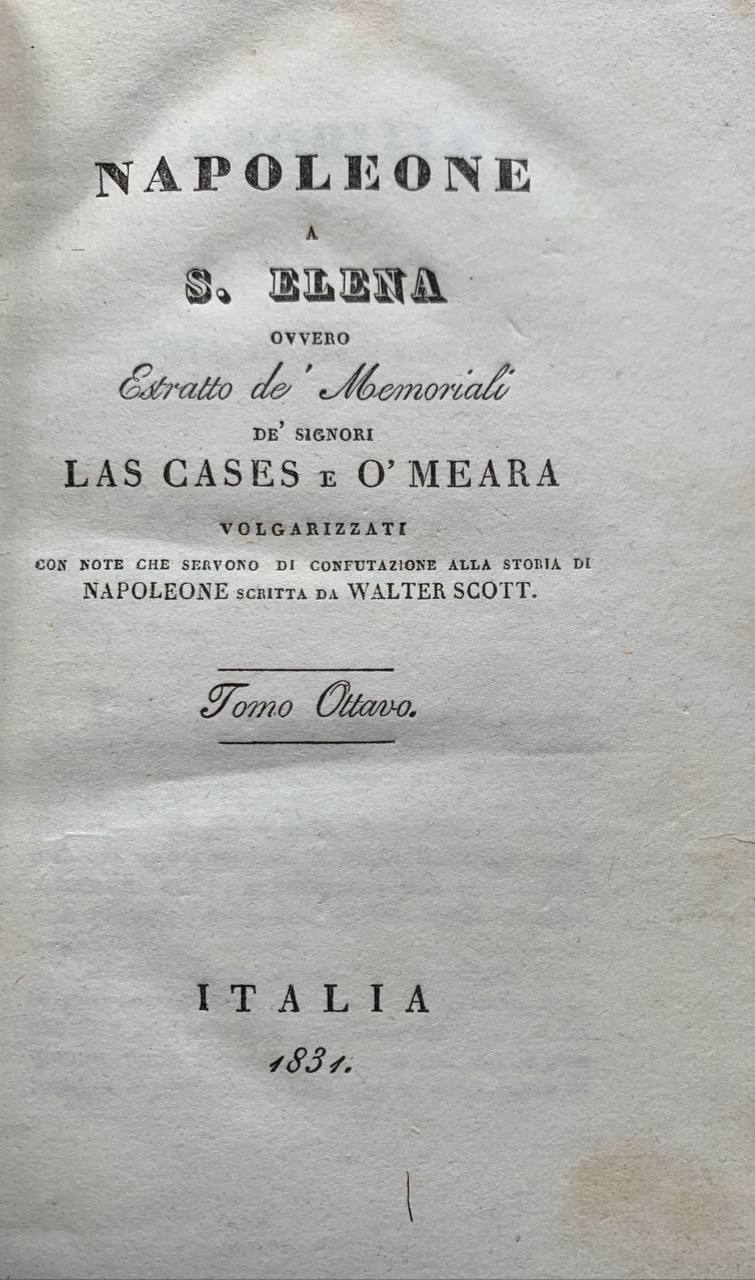 NAPOLEONE
A
S. ELENA
OVVERO
Estratto de' Memoriali
DE' SIGNORI
LAS CASES E O'MEARA
VOLGARIZZATI
CON NOTE CHE SERVONO DI CONFUTAZIONE ALLA STORIA DI
NAPOLEONE SCRITTA DA WALTER SCOTT.
Tomo Ottavo.
ITALIA
1831.